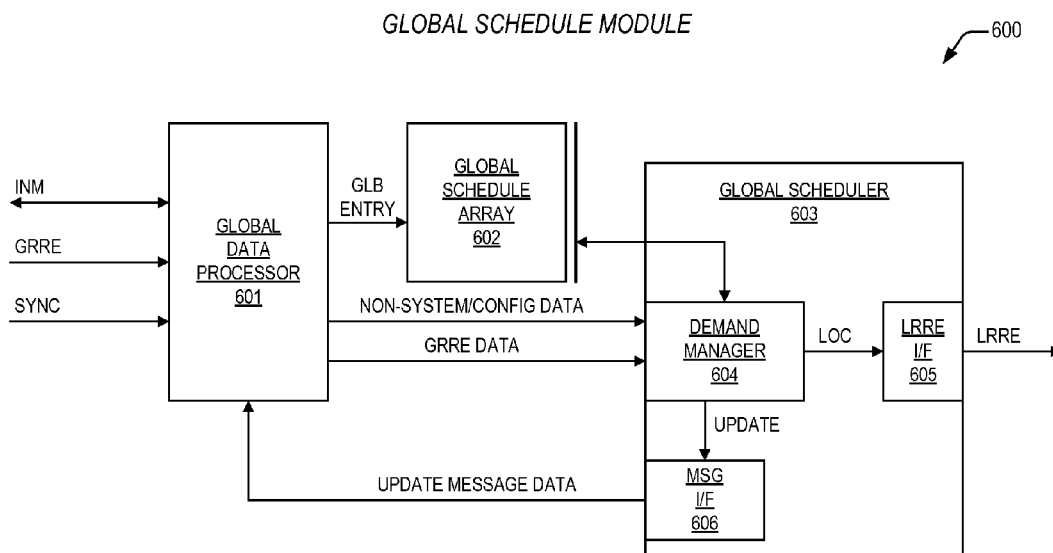 GLOBAL SCHEDULE MODULE
600
INM
GRRE
SYNC
GLOBAL
DATA
PROCESSOR
601
GLB
ENTRY
GLOBAL
SCHEDULE
ARRAY
602
GLOBAL SCHEDULER
603
NON-SYSTEM/CONFIG DATA
GRRE DATA
DEMAND
MANAGER
604
LOC
LRRE
I/F
605
LRRE
UPDATE
UPDATE MESSAGE DATA
MSG
I/F
606